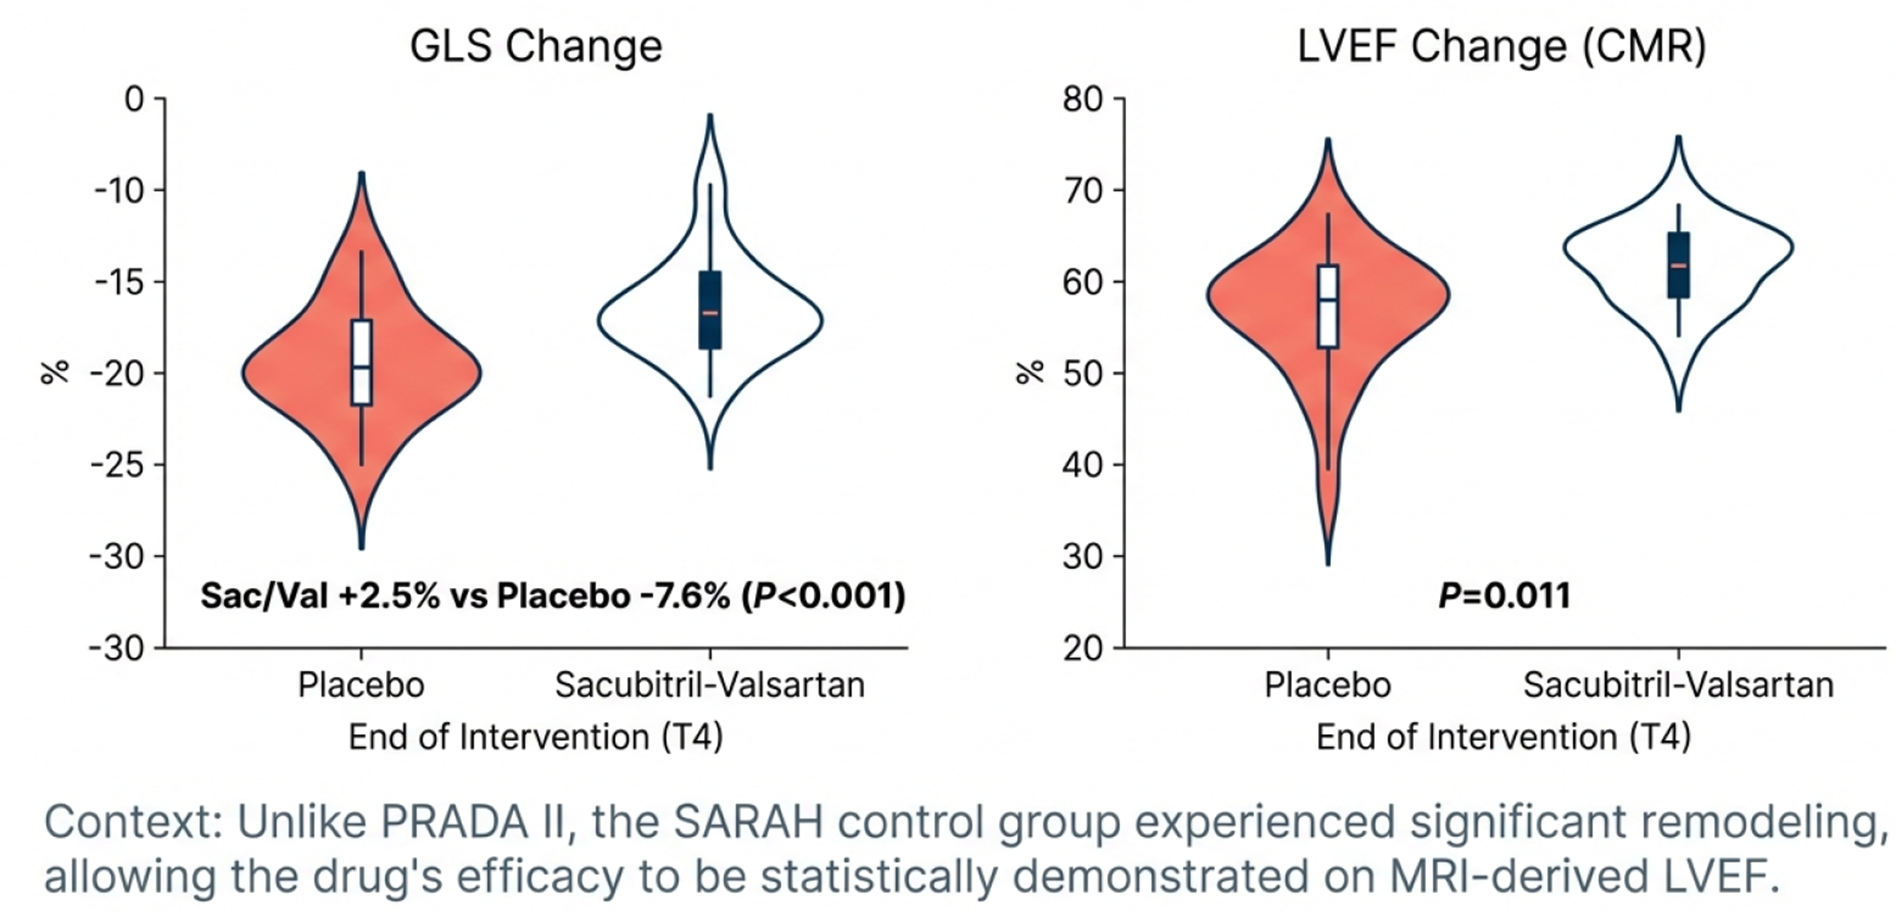 GLS Change
0
-10
-15
-20
-25
-30
-30
%
Sac/Val +2.5% vs Placebo -7.6% (P<0.001)
Placebo
Sacubitril-Valsartan
End of Intervention (T4)
LVEF Change (CMR)
80
70
60
50
40
30
20
%
P=0.011
Placebo
Sacubitril-Valsartan
End of Intervention (T4)
Context: Unlike PRADA II, the SARAH control group experienced significant remodeling,
allowing the drug's efficacy to be statistically demonstrated on MRI-derived LVEF.